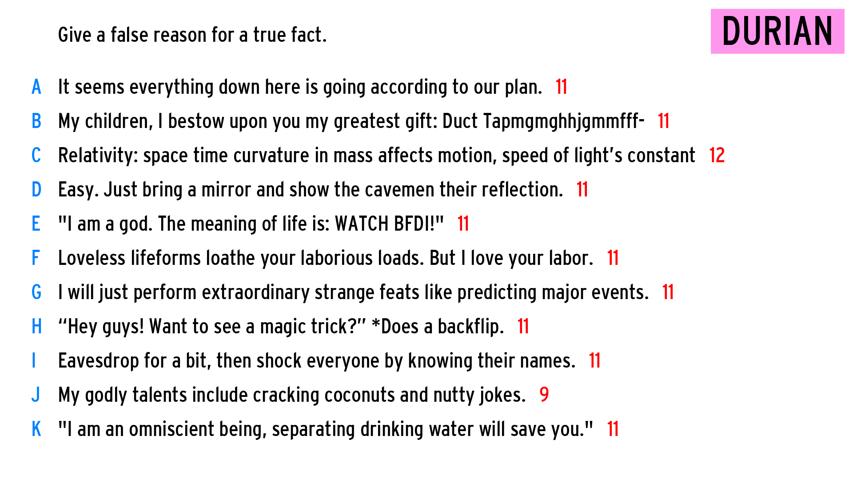 Give a false reason for a true fact.
DURIAN
A It seems everything down here is going according to our plan. 11
B My children, I bestow upon you my greatest gift: Duct Tapmgmghhjgmmfff- 11
C Relativity: space time curvature in mass affects motion, speed of light's constant 12
D Easy. Just bring a mirror and show the cavemen their reflection. 11
E "I am a god. The meaning of life is: WATCH BFDI!" 11
F Loveless lifeforms loathe your laborious loads. But I love your labor. 11
G I will just perform extraordinary strange feats like predicting major events. 11
H “Hey guys! Want to see a magic trick?” *Does a backflip. 11
I Eavesdrop for a bit, then shock everyone by knowing their names. 11
J My godly talents include cracking coconuts and nutty jokes. 9
K "I am an omniscient being, separating drinking water will save you." 11